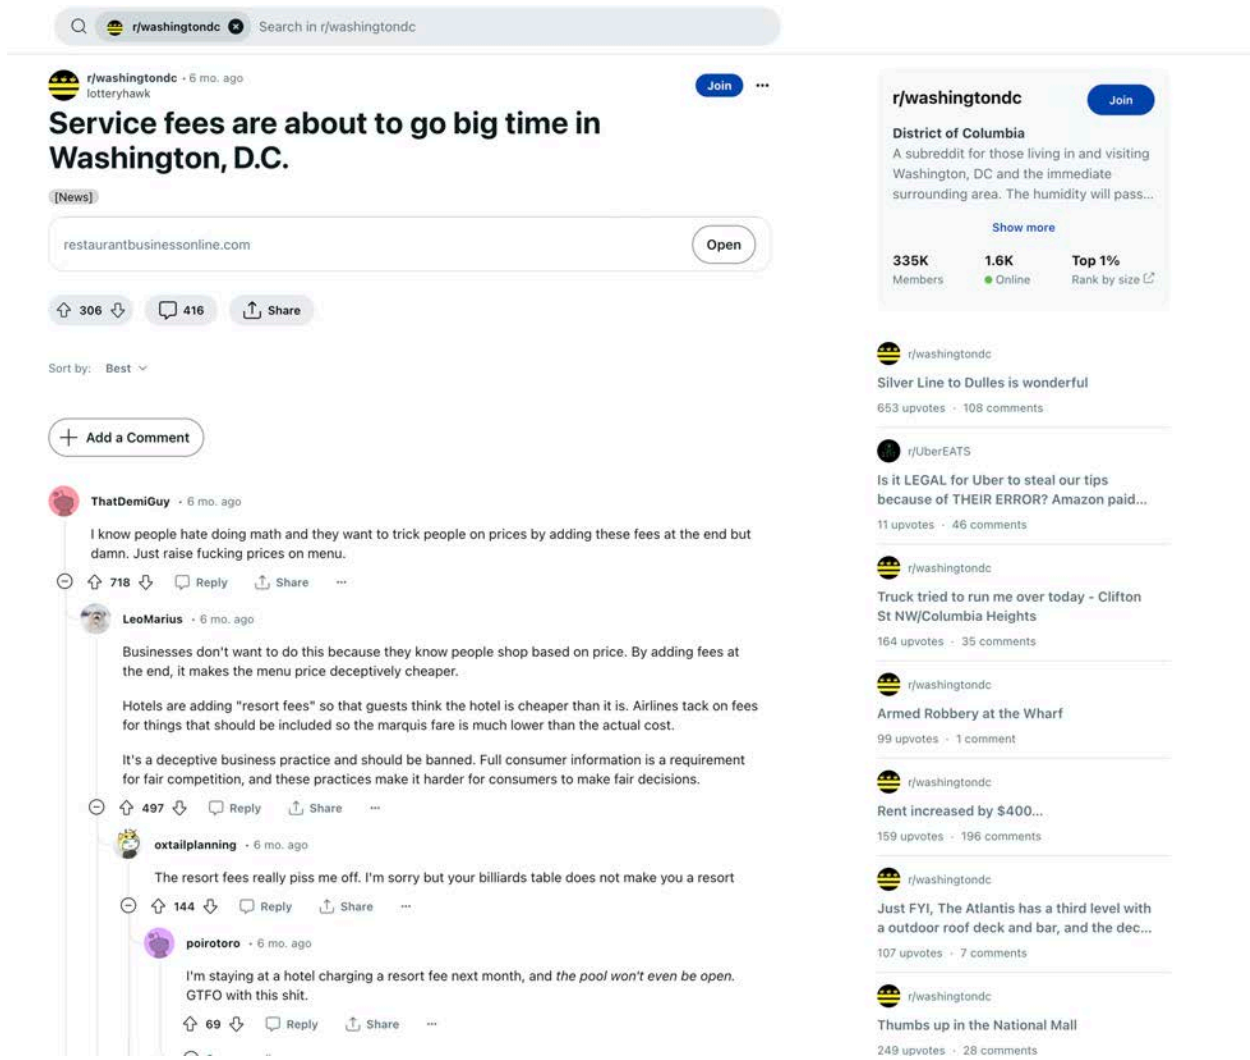 r/washingtondc Search in r/washingtondc
r/washingtondc · 6 mo. ago
lotteryhawk
Join
Service fees are about to go big time in
Washington, D.C.
[News]
restaurantbusinessonline.com
Open
306
416
Share
Sort by: Best
Add a Comment
ThatDemiGuy · 6 mo. ago
I know people hate doing math and they want to trick people on prices by adding these fees at the end but
damn. Just raise fucking prices on menu.
718 Reply Share ...
LeoMarius · 6 mo. ago
Businesses don't want to do this because they know people shop based on price. By adding fees at
the end, it makes the menu price deceptively cheaper.
Hotels are adding "resort fees" so that guests think the hotel is cheaper than it is. Airlines tack on fees
for things that should be included so the marquis fare is much lower than the actual cost.
It's a deceptive business practice and should be banned. Full consumer information is a requirement
for fair competition, and these practices make it harder for consumers to make fair decisions.
497 Reply Share ...
oxtailplanning · 6 mo. ago
The resort fees really piss me off. I'm sorry but your billiards table does not make you a resort
144 Reply Share ...
poirotoro · 6 mo. ago
I'm staying at a hotel charging a resort fee next month, and the pool won't even be open.
GTFO with this shit.
69 Reply Share ...
r/washingtondc
Join
District of Columbia
A subreddit for those living in and visiting
Washington, DC and the immediate
surrounding area. The humidity will pass...
Show more
335K 1.6K Top 1%
Members Online Rank by size
r/washingtondc
Silver Line to Dulles is wonderful
653 upvotes · 108 comments
r/UberEATS
Is it LEGAL for Uber to steal our tips
because of THEIR ERROR? Amazon paid...
11 upvotes · 46 comments
r/washingtondc
Truck tried to run me over today - Clifton
St NW/Columbia Heights
164 upvotes · 35 comments
r/washingtondc
Armed Robbery at the Wharf
99 upvotes · 1 comment
r/washingtondc
Rent increased by $400...
159 upvotes · 196 comments
r/washingtondc
Just FYI, The Atlantis has a third level with
a outdoor roof deck and bar, and the dec...
107 upvotes · 7 comments
r/washingtondc
Thumbs up in the National Mall
249 upvotes · 28 comments